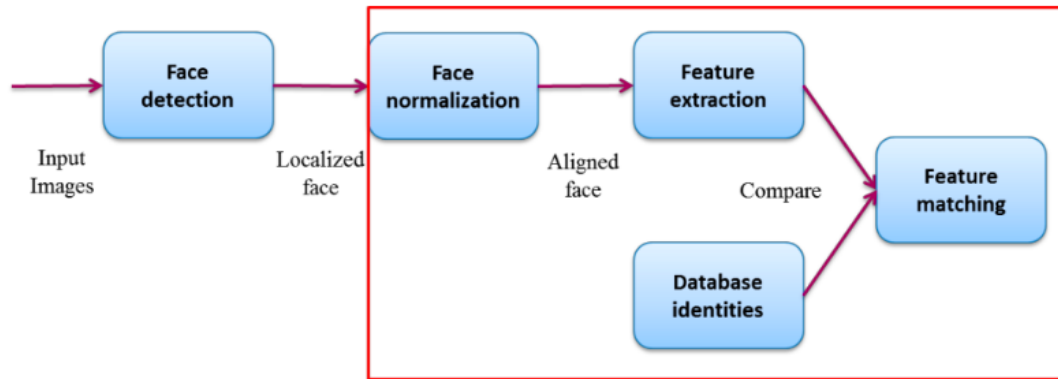 Face
detection
Face
normalization
Feature
extraction
Input
Images
Localized
face
Aligned
face
Compare
Feature
matching
Database
identities